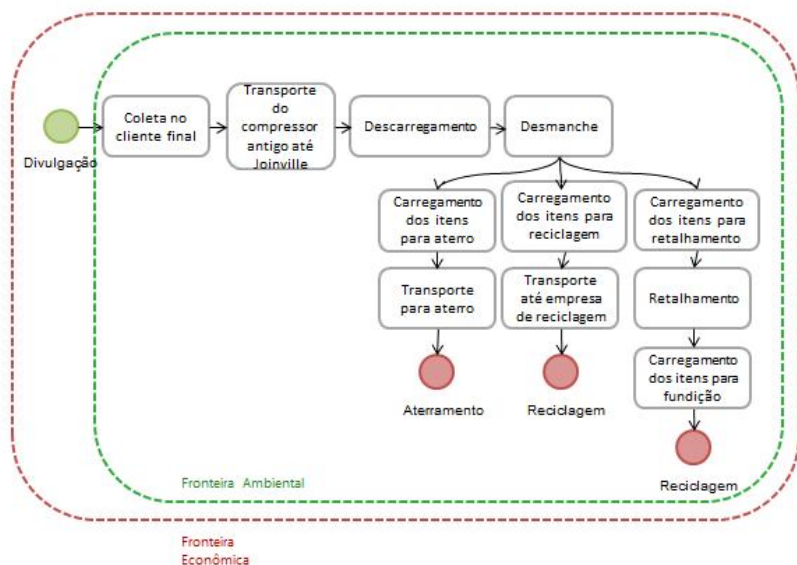 Divulgação
Coleta no
cliente final
Transporte
do
compressor
antigo até
Joinville
Descarregamento
Desmanche
Carregamento
dos itens
para aterro
Carregamento
dos itens para
reciclagem
Carregamento
dos itens para
retalhamento
Transporte
para aterro
Transporte
até empresa
de reciclagem
Retalhamento
Carregamento
dos itens para
fundição
Aterramento
Reciclagem
Reciclagem
Fronteira Ambiental
Fronteira
Econômica